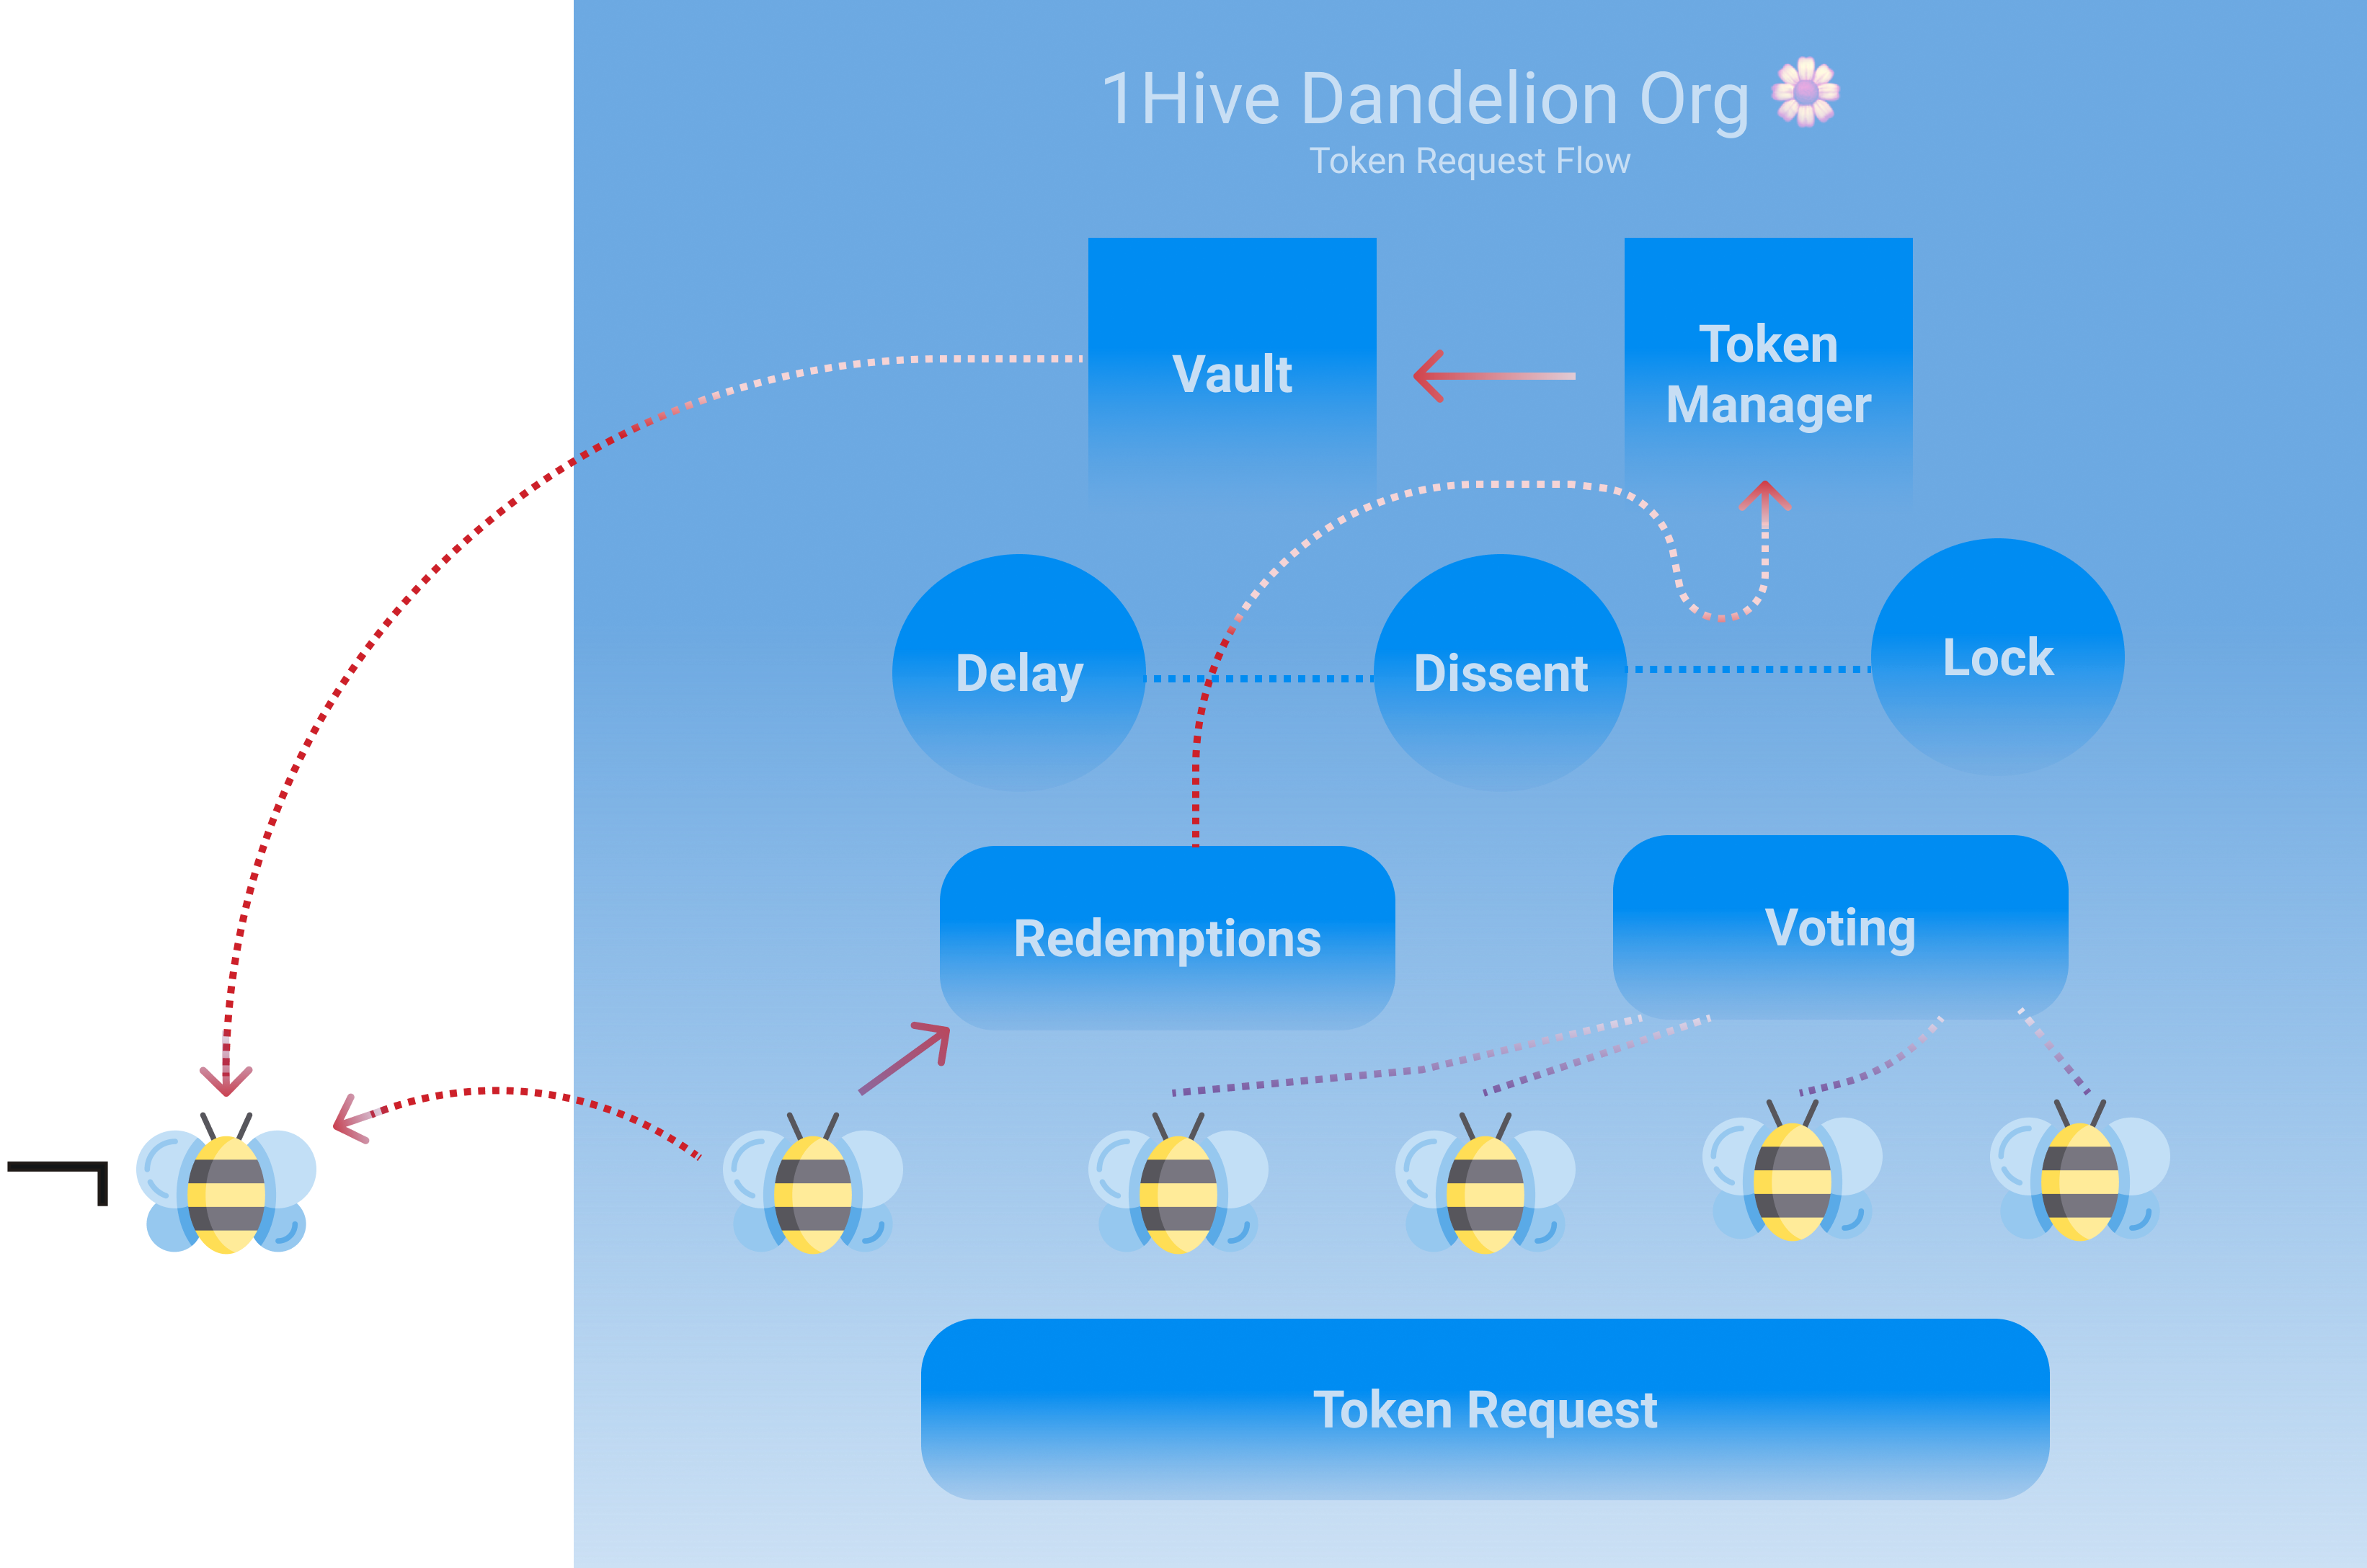 1Hive Dandelion Org
Token Request Flow
Vault
Token
Manager
Delay
Dissent
Lock
Redemptions
Voting
Token Request